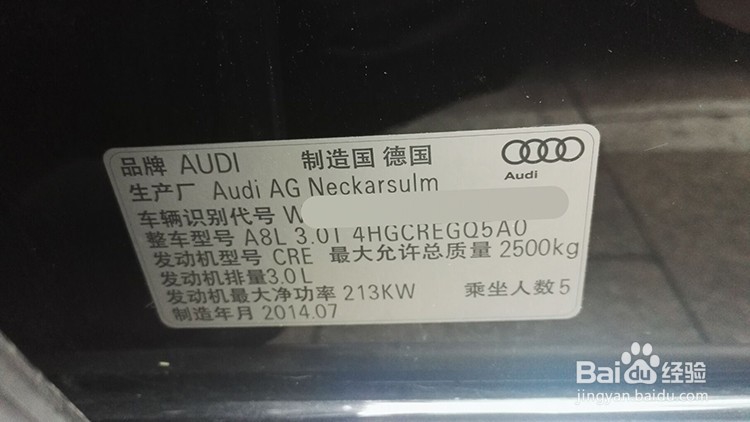 品牌 AUDI 制造国 德国
Audi
生产厂 Audi AG Neckarsulm
车辆识别代号 W
整车型号 A8L 3.0T 4HGCREGQ5A0
发动机型号 CRE 最大允许总质量 2500kg
发动机排量3.0L
发动机最大净功率 213KW 乘坐人数5
制造年月 2014.07
Baidu经验
jingyan.baidu.com